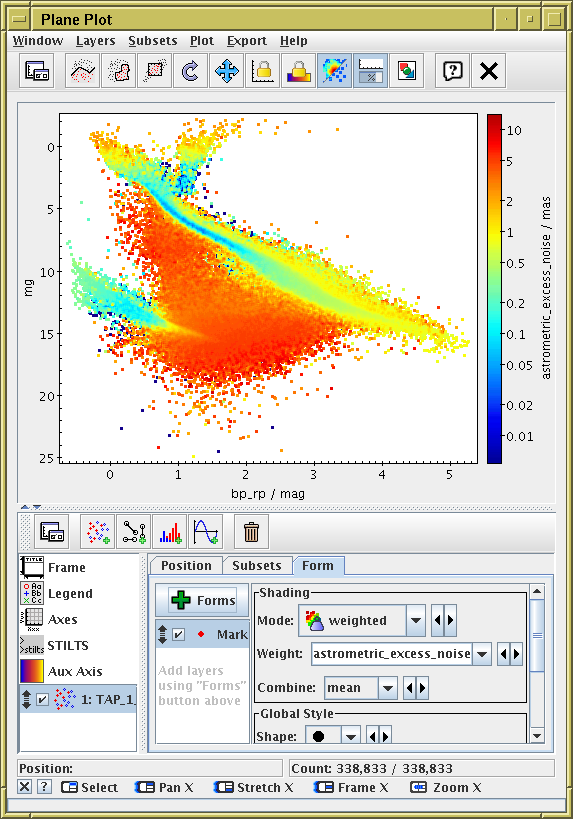 Plane Plot
Window Layers Subsets Plot Export Help
0
5
10
15
20
25
mg
0 1 2 3 4 5
bp_rp / mag
10
5
2
1
0.5
0.2
0.1
0.05
0.02
0.01
astrometric_excess_noise / mas
Position Subsets Form
TITLE
Frame
Legend
Axes
STILTS
Aux Axis
1: TAP_1_
Forms
Mark
Add layers
using "Forms"
button above
Shading
Mode: weighted
Weight: astrometric_excess_noise
Combine: mean
Global Style
Shape:
Position:
Count: 338,833 / 338,833
Select Pan X Stretch X Frame X Zoom X